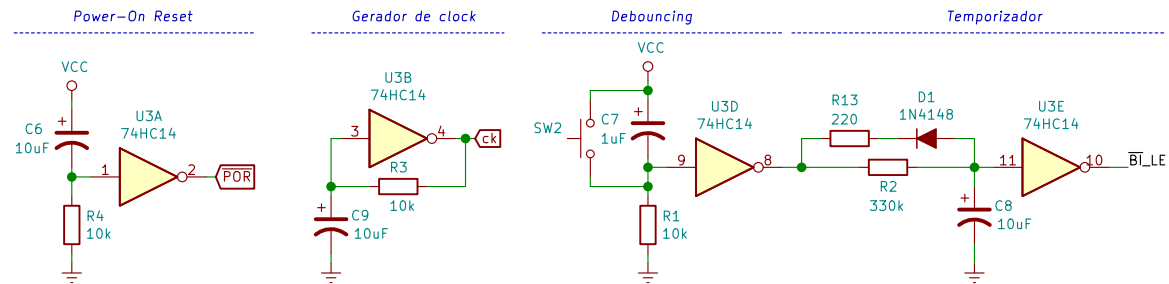 Power-On Reset
Gerador de clock
Debouncing
Temporizador
VCC
C6
10uF
+
U3A
74HC14
1
2
POR
R4
10k
U3B
74HC14
3
4
ck
R3
10k
+
C9
10uF
VCC
SW2
+
C7
1uF
U3D
74HC14
9
8
R1
10k
R13
220
D1
1N4148
R2
330k
+
C8
10uF
U3E
74HC14
11
10
BI_LE